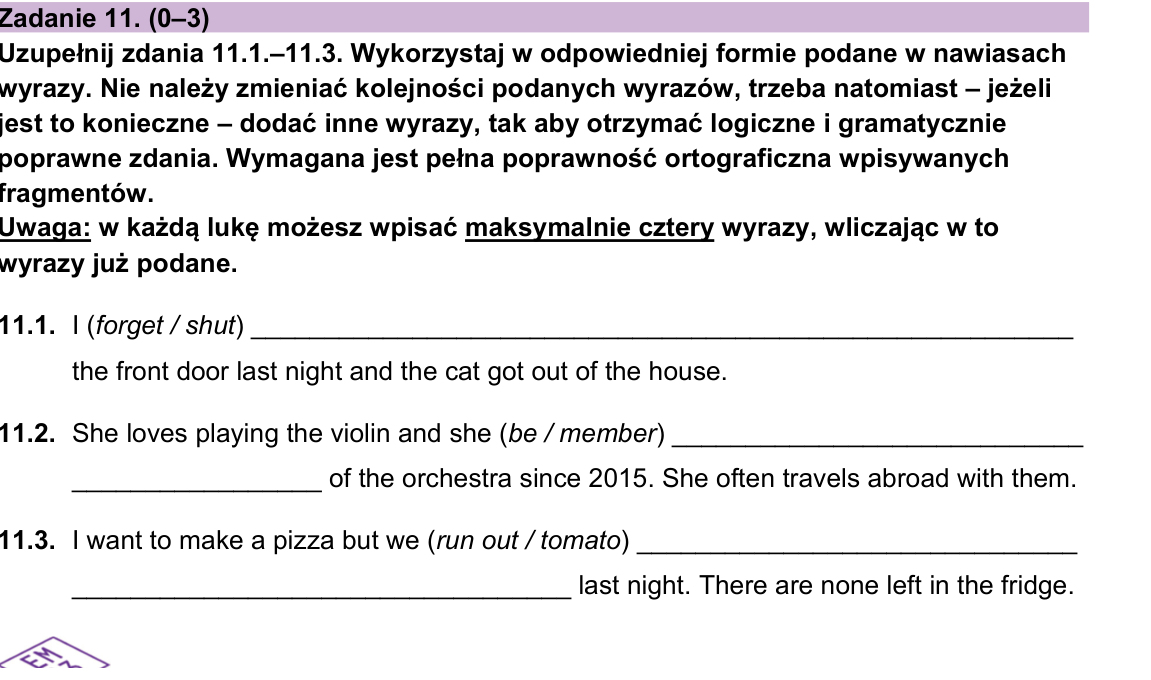 Zadanie 11. (0–3)
Uzupełnij zdania 11.1.–11.3. Wykorzystaj w odpowiedniej formie podane w nawiasach
wyrazy. Nie należy zmieniać kolejności podanych wyrazów, trzeba natomiast – jeżeli
jest to konieczne – dodać inne wyrazy, tak aby otrzymać logiczne i gramatycznie
poprawne zdania. Wymagana jest pełna poprawność ortograficzna wpisywanych
fragmentów.
Uwaga: w każdą lukę możesz wpisać maksymalnie cztery wyrazy, wliczając w to
wyrazy już podane.
11.1. I (forget / shut) ________________________________________________________
the front door last night and the cat got out of the house.
11.2. She loves playing the violin and she (be / member) ____________________________
_________________ of the orchestra since 2015. She often travels abroad with them.
11.3. I want to make a pizza but we (run out / tomato) ______________________________
__________________________________ last night. There are none left in the fridge.